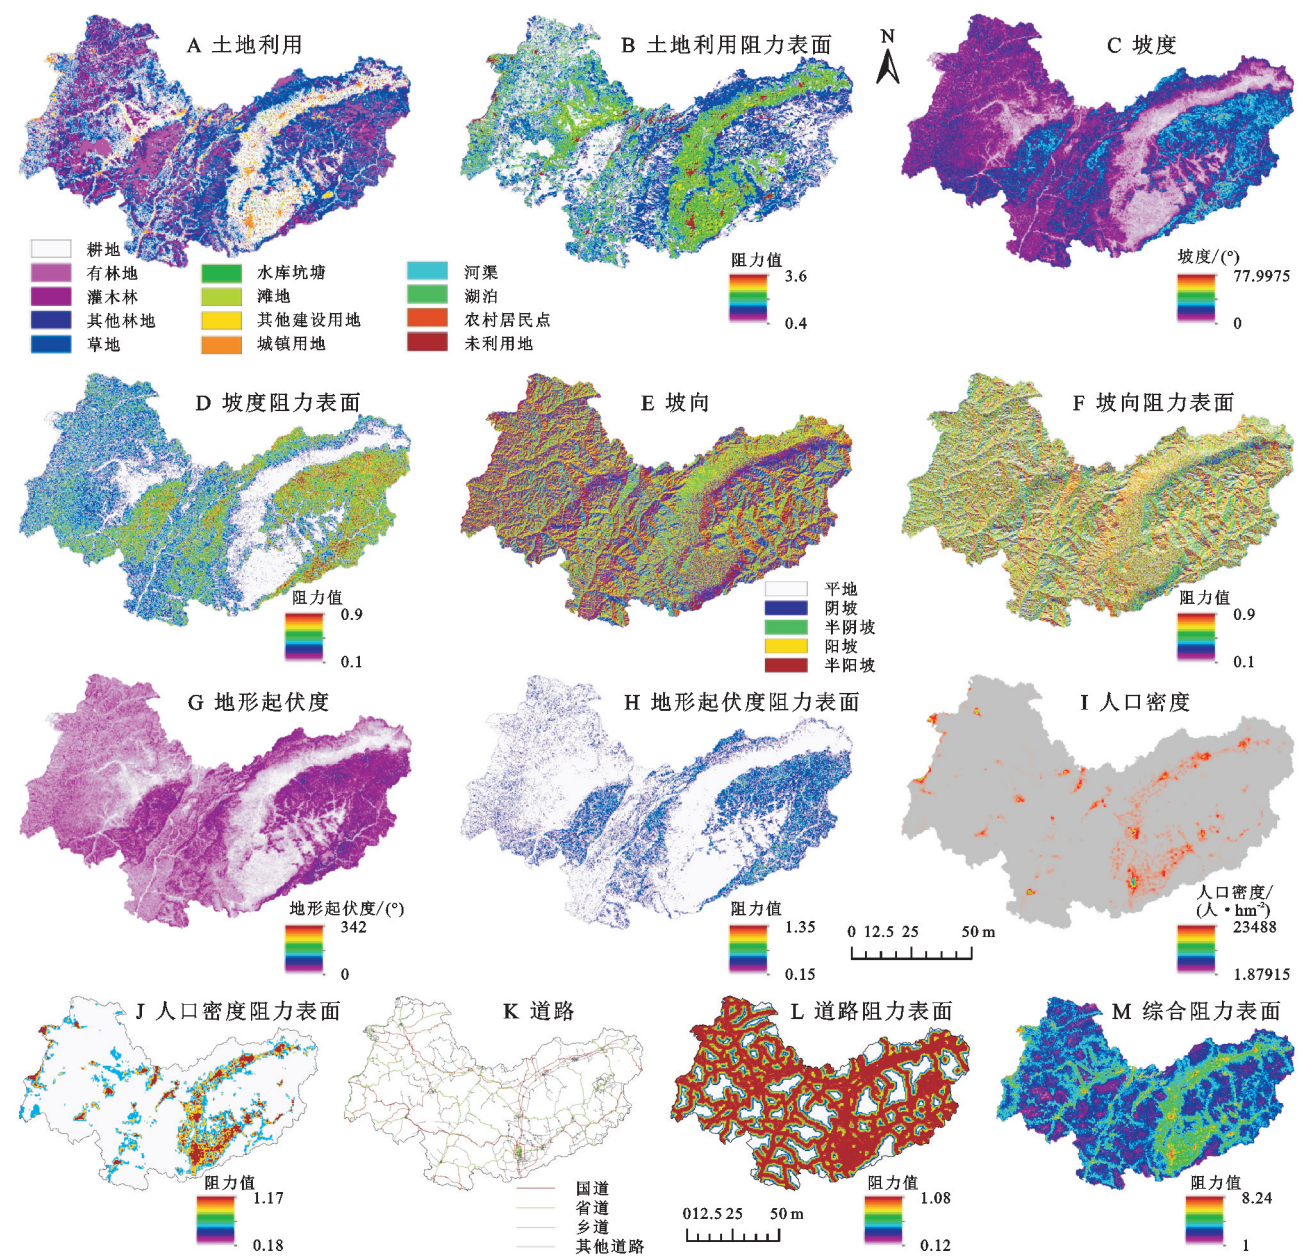 A 土地利用
B 土地利用阻力表面
N
C 坡度
耕地
有林地
灌木林
其他林地
草地
水库坑塘
滩地
其他建设用地
城镇用地
河渠
湖泊
农村居民点
未利用地
阻力值
3.6
0.4
坡度/(°)
77.9975
0
D 坡度阻力表面
E 坡向
F 坡向阻力表面
阻力值
0.9
0.1
平地
阴坡
半阴坡
阳坡
半阳坡
阻力值
0.9
0.1
G 地形起伏度
H 地形起伏度阻力表面
I 人口密度
地形起伏度/(°)
342
0
阻力值
1.35
0.15
0 12.5 25 50 m
人口密度/
(人·hm⁻²)
23488
1.87915
J 人口密度阻力表面
K 道路
L 道路阻力表面
M 综合阻力表面
阻力值
1.17
0.18
国道
省道
乡道
其他道路
012.5 25 50 m
阻力值
1.08
0.12
阻力值
8.24
1